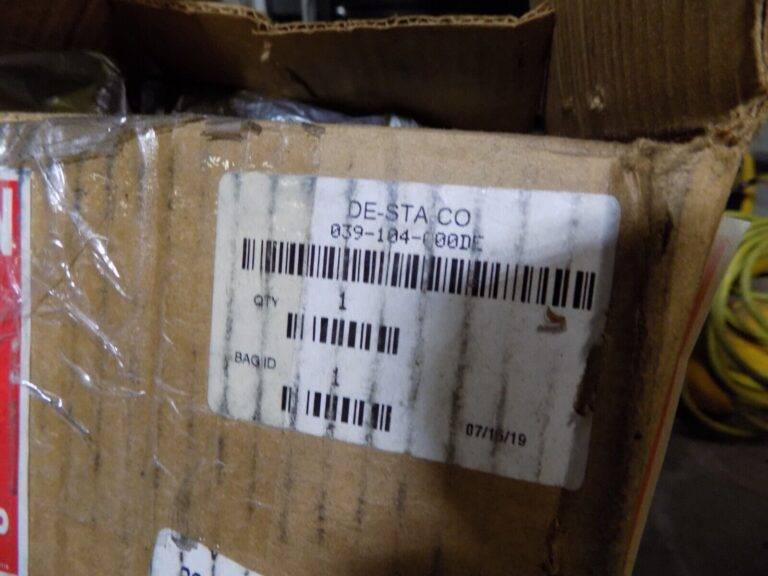 DE-STA-CO
039-104-000DE
QTY 1
BAG ID 1
07/16/19
N